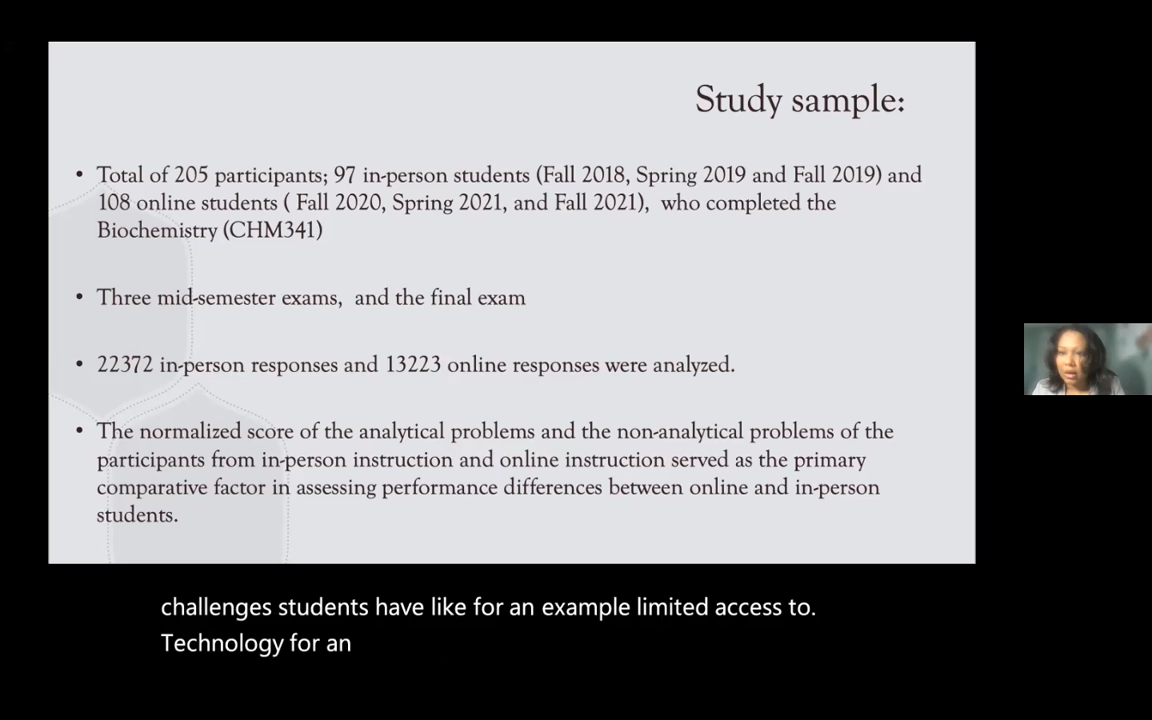 Study sample:
• Total of 205 participants; 97 in-person students (Fall 2018, Spring 2019 and Fall 2019) and
108 online students ( Fall 2020, Spring 2021, and Fall 2021),  who completed the
Biochemistry (CHM341)
• Three mid-semester exams,  and the final exam
• 22372 in-person responses and 13223 online responses were analyzed.
• The normalized score of the analytical problems and the non-analytical problems of the
participants from in-person instruction and online instruction served as the primary
comparative factor in assessing performance differences between online and in-person
students.
challenges students have like for an example limited access to.
Technology for an